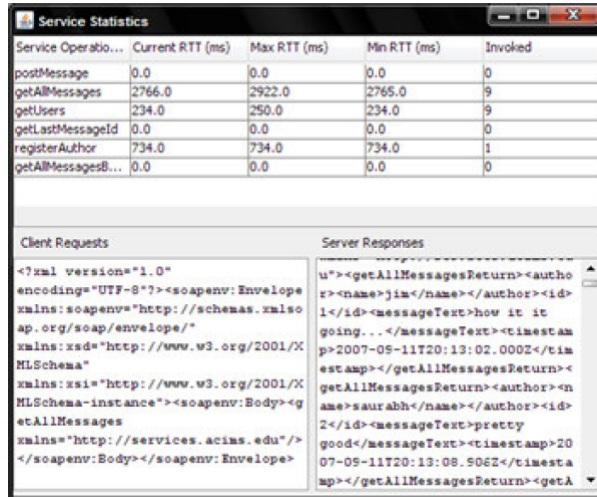 Service Statistics
Service Operatio... Current RTT (ms) Max RTT (ms) Min RTT (ms) Invoked
postMessage 0.0 0.0 0.0 0
getAllMessages 2766.0 2922.0 2765.0 9
getUsers 234.0 250.0 234.0 9
getLastMessageId 0.0 0.0 0.0 0
registerAuthor 734.0 734.0 734.0 1
getAllMessagesB... 0.0 0.0 0.0 0
Client Requests
<?xml version="1.0"
encoding="UTF-8"?><soapenv:Envelope
xmlns:soapenv="http://schemas.xmlso
ap.org/soap/envelope/"
xmlns:xsd="http://www.w3.org/2001/X
MLSchema"
xmlns:xsi="http://www.w3.org/2001/X
MLSchema-instance"><soapenv:Body><g
etAllMessages
xmlns="http://services.acims.edu"/>
</soapenv:Body></soapenv:Envelope>
Server Responses
u"><getAllMessagesReturn><autho
r><name>jim</name></author><id>
1</id><messageText>how it it
going...</messageText><timestam
p>2007-09-11T20:13:02.000Z</tim
estamp></getAllMessagesReturn><
getAllMessagesReturn><author><n
ame>saurabh</name></author><id>
2</id><messageText>pretty
good</messageText><timestamp>20
07-09-11T20:13:08.906Z</timesta
mp></getAllMessagesReturn><getA